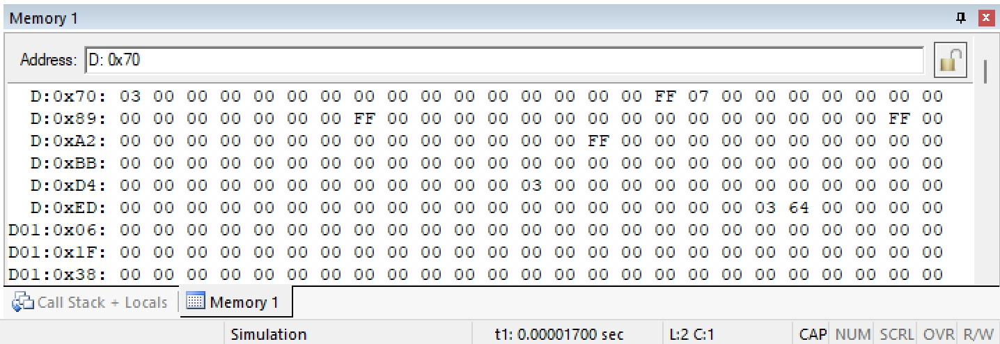 Memory 1
Address: D: 0x70
D:0x70: 03 00 00 00 00 00 00 00 00 00 00 00 00 00 00 00 FF 07 00 00 00 00 00 00 00
D:0x89: 00 00 00 00 00 00 00 FF 00 00 00 00 00 00 00 00 00 00 00 00 00 00 00 FF 00
D:0xA2: 00 00 00 00 00 00 00 00 00 00 00 00 00 00 FF 00 00 00 00 00 00 00 00 00 00
D:0xBB: 00 00 00 00 00 00 00 00 00 00 00 00 00 00 00 00 00 00 00 00 00 00 00 00 00
D:0xD4: 00 00 00 00 00 00 00 00 00 00 00 00 03 00 00 00 00 00 00 00 00 00 00 00 00
D:0xED: 00 00 00 00 00 00 00 00 00 00 00 00 00 00 00 00 00 00 00 03 64 00 00 00 00
D01:0x06: 00 00 00 00 00 00 00 00 00 00 00 00 00 00 00 00 00 00 00 00 00 00 00 00 00
D01:0x1F: 00 00 00 00 00 00 00 00 00 00 00 00 00 00 00 00 00 00 00 00 00 00 00 00 00
D01:0x38: 00 00 00 00 00 00 00 00 00 00 00 00 00 00 00 00 00 00 00 00 00 00 00 00 00
Call Stack + Locals Memory 1
Simulation t1: 0.00001700 sec L:2 C:1 CAP NUM SCRL OVR R/W